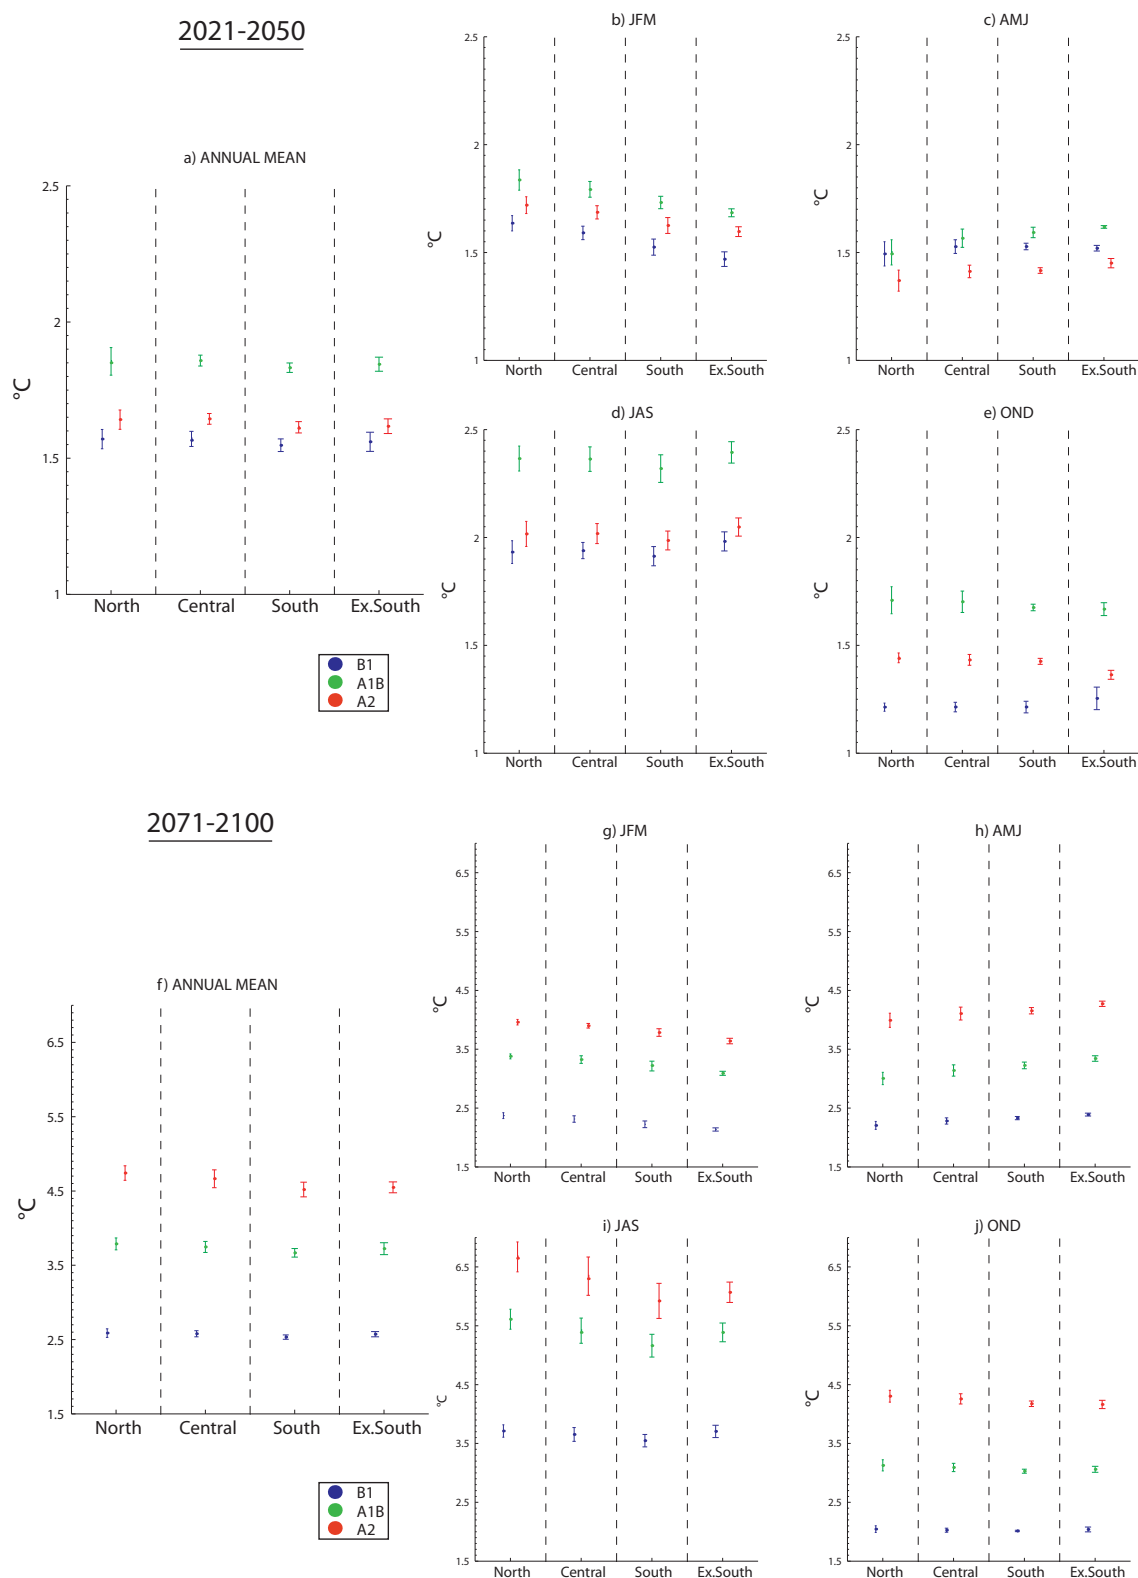 2021-2050
a) ANNUAL MEAN
2.5
2
1.5
1
°C
North Central South Ex.South
B1
A1B
A2
b) JFM
2.5
2
1.5
1
°C
North Central South Ex.South
c) AMJ
2.5
2
1.5
1
°C
North Central South Ex.South
d) JAS
2.5
2
1.5
1
°C
North Central South Ex.South
e) OND
2.5
2
1.5
1
°C
North Central South Ex.South
2071-2100
f) ANNUAL MEAN
6.5
5.5
4.5
3.5
2.5
1.5
°C
North Central South Ex.South
B1
A1B
A2
g) JFM
6.5
5.5
4.5
3.5
2.5
1.5
°C
North Central South Ex.South
h) AMJ
6.5
5.5
4.5
3.5
2.5
1.5
°C
North Central South Ex.South
i) JAS
6.5
5.5
4.5
3.5
2.5
1.5
°C
North Central South Ex.South
j) OND
6.5
5.5
4.5
3.5
2.5
1.5
°C
North Central South Ex.South